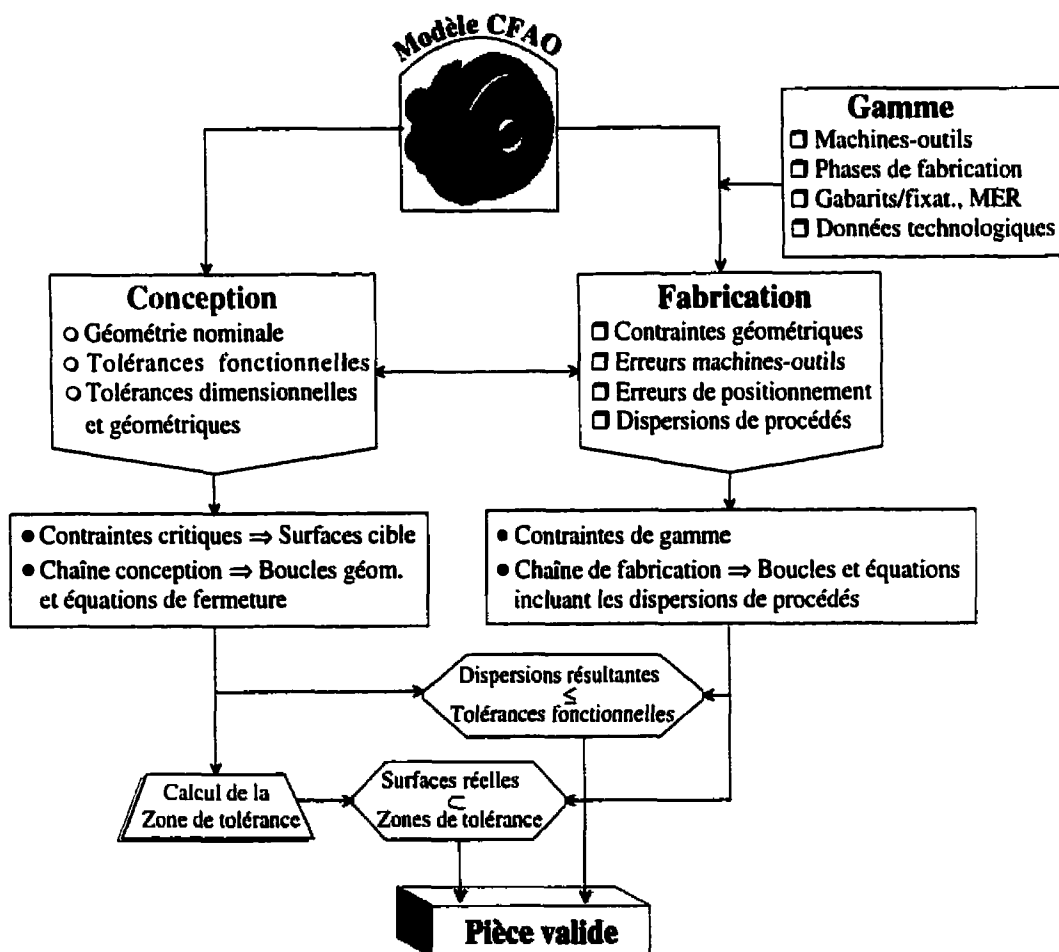 Modèle CFAO
Gamme
Machines-outils
Phases de fabrication
Gabarits/fixat., MER
Données technologiques
Conception
Géométrie nominale
Tolérances fonctionnelles
Tolérances dimensionnelles
et géométriques
Fabrication
Contraintes géométriques
Erreurs machines-outils
Erreurs de positionnement
Dispersions de procédés
• Contraintes critiques ⇒ Surfaces cible
• Chaîne conception ⇒ Boucles géom.
et équations de fermeture
• Contraintes de gamme
• Chaîne de fabrication ⇒ Boucles et équations
incluant les dispersions de procédés
Dispersions résultantes
≤
Tolérances fonctionnelles
Calcul de la
Zone de tolérance
Surfaces réelles
⊂
Zones de tolérance
Pièce valide